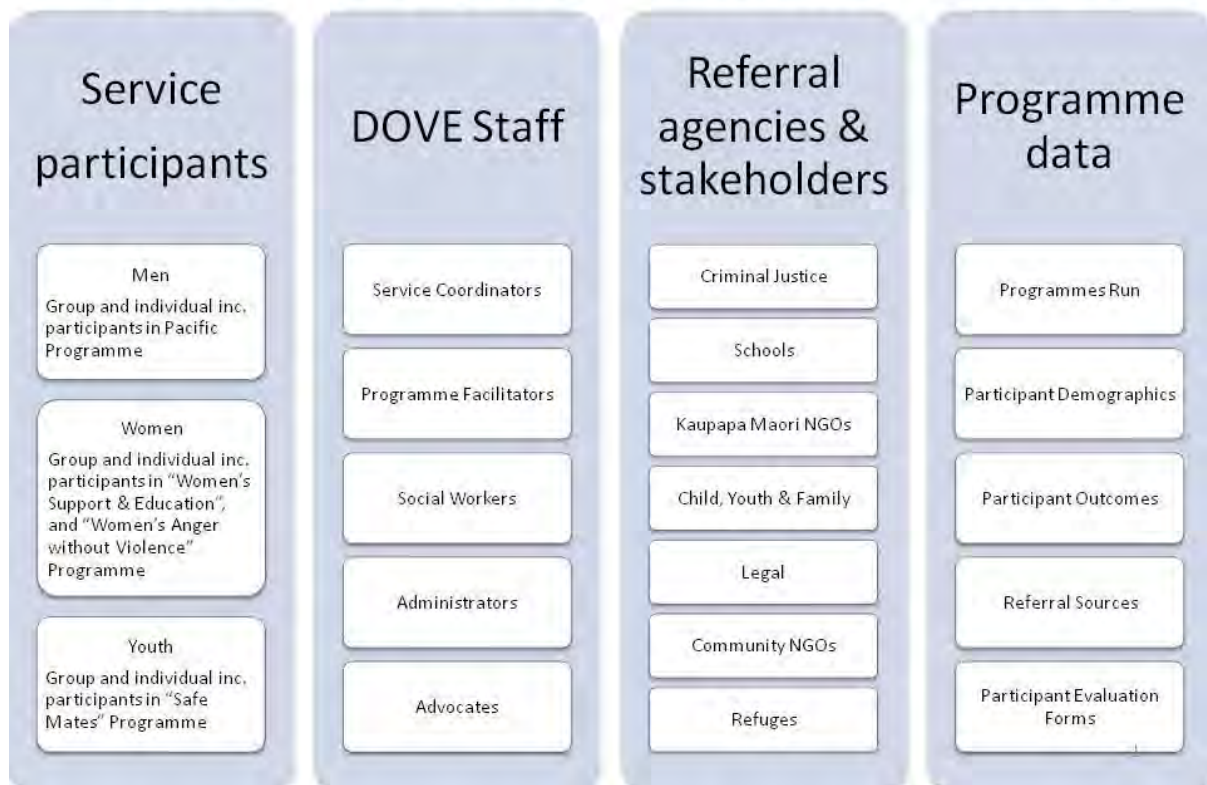 Service
participants
Men
Group and individual inc.
participants in Pacific
Programme
Women
Group and individual inc.
participants in “Women’s
Support & Education”,
and “Women’s Anger
without Violence”
Programme
Youth
Group and individual inc.
participants in “Safe
Mates” Programme
DOVE Staff
Service Coordinators
Programme Facilitators
Social Workers
Administrators
Advocates
Referral
agencies &
stakeholders
Criminal Justice
Schools
Kaupapa Maori NGOs
Child, Youth & Family
Legal
Community NGOs
Refuges
Programme
data
Programmes Run
Participant Demographics
Participant Outcomes
Referral Sources
Participant Evaluation
Forms
1